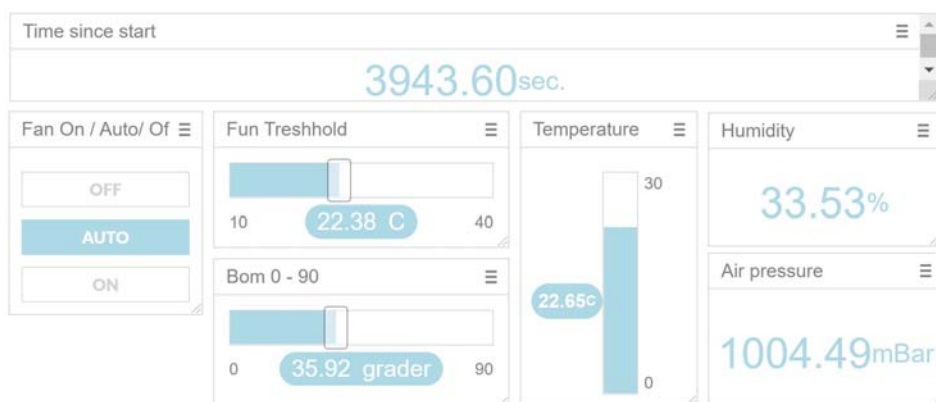 Time since start
3943.60sec.
Fan On / Auto/ Of
OFF
AUTO
ON
Fun Treshhold
10
22.38 C
40
Bom 0 - 90
0
35.92 grader
90
Temperature
30
22.65C
0
Humidity
33.53%
Air pressure
1004.49mBar